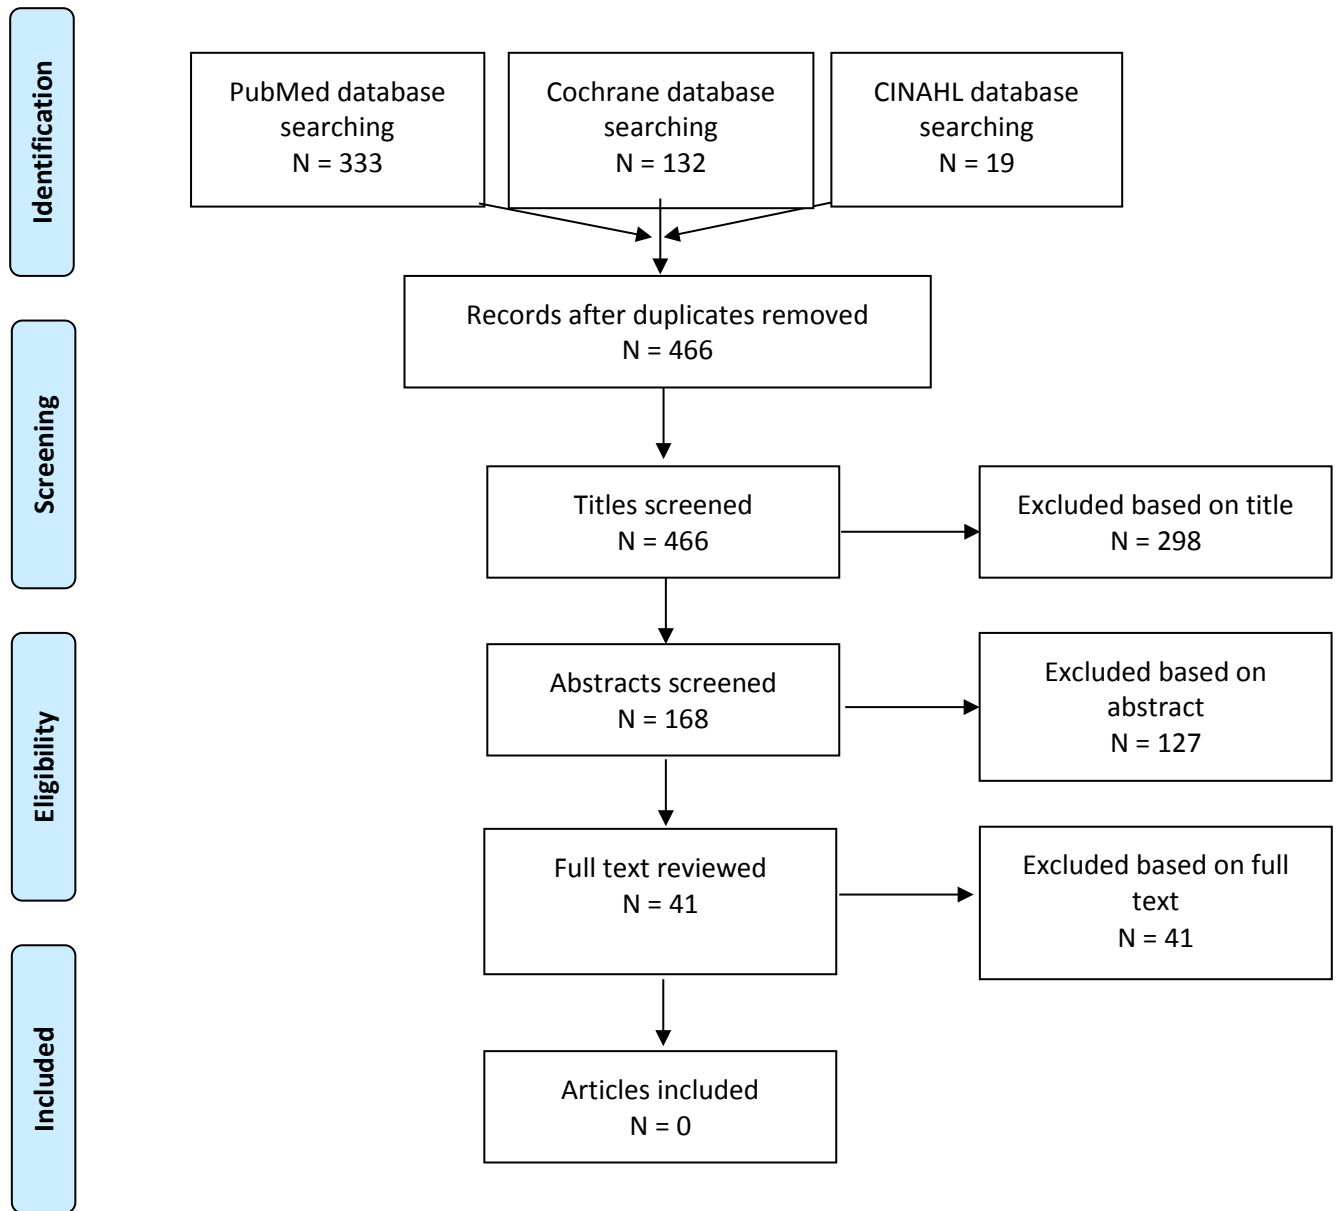 Identification
PubMed database
searching
N = 333
Cochrane database
searching
N = 132
CINAHL database
searching
N = 19
Records after duplicates removed
N = 466
Screening
Titles screened
N = 466
Excluded based on title
N = 298
Eligibility
Abstracts screened
N = 168
Excluded based on
abstract
N = 127
Full text reviewed
N = 41
Excluded based on full
text
N = 41
Included
Articles included
N = 0